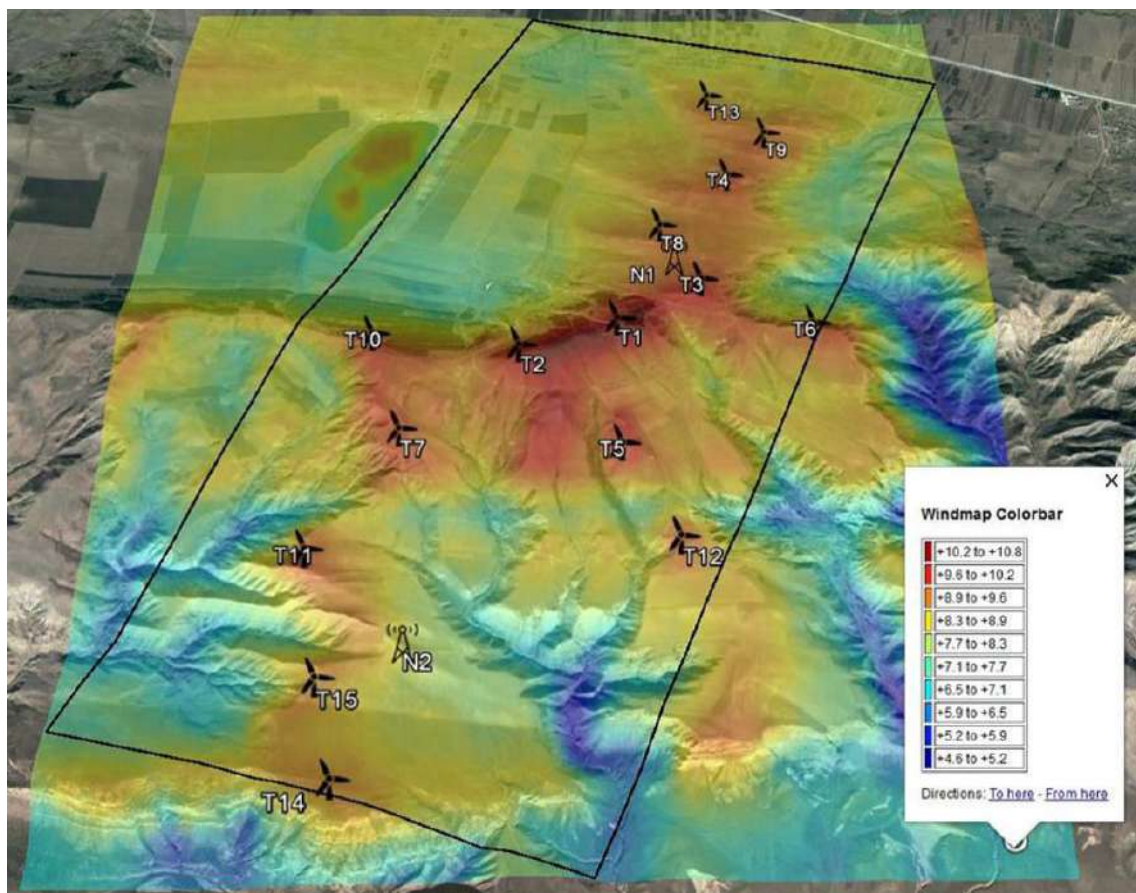 T13
T9
T4
T8
N1
T3
T1
T6
T10
T2
T7
T5
T11
T12
N2
T15
T14
Windmap Colorbar
+10.2 to +10.8
+9.6 to +10.2
+8.9 to +9.6
+8.3 to +8.9
+7.7 to +8.3
+7.1 to +7.7
+6.5 to +7.1
+5.9 to +6.5
+5.2 to +5.9
+4.6 to +5.2
Directions: To here - From here